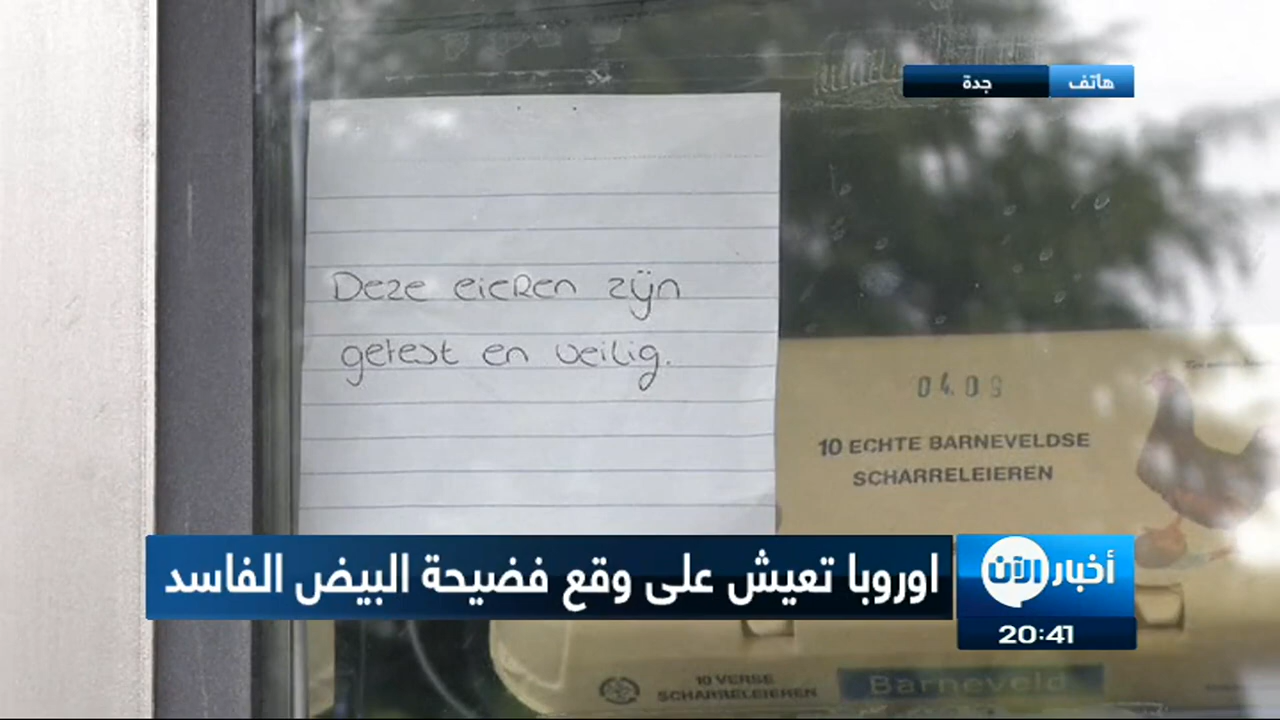 هاتف
جدة
Deze eieren zijn
getest en veilig.
04.09
10 ECHTE BARNEVELDSE
SCHARRELEIEREN
اوروبا تعيش على وقع فضيحة البيض الفاسد
أخبار الآن
20:41
10 VERSE
SCHARRELEIEREN
Barneveld